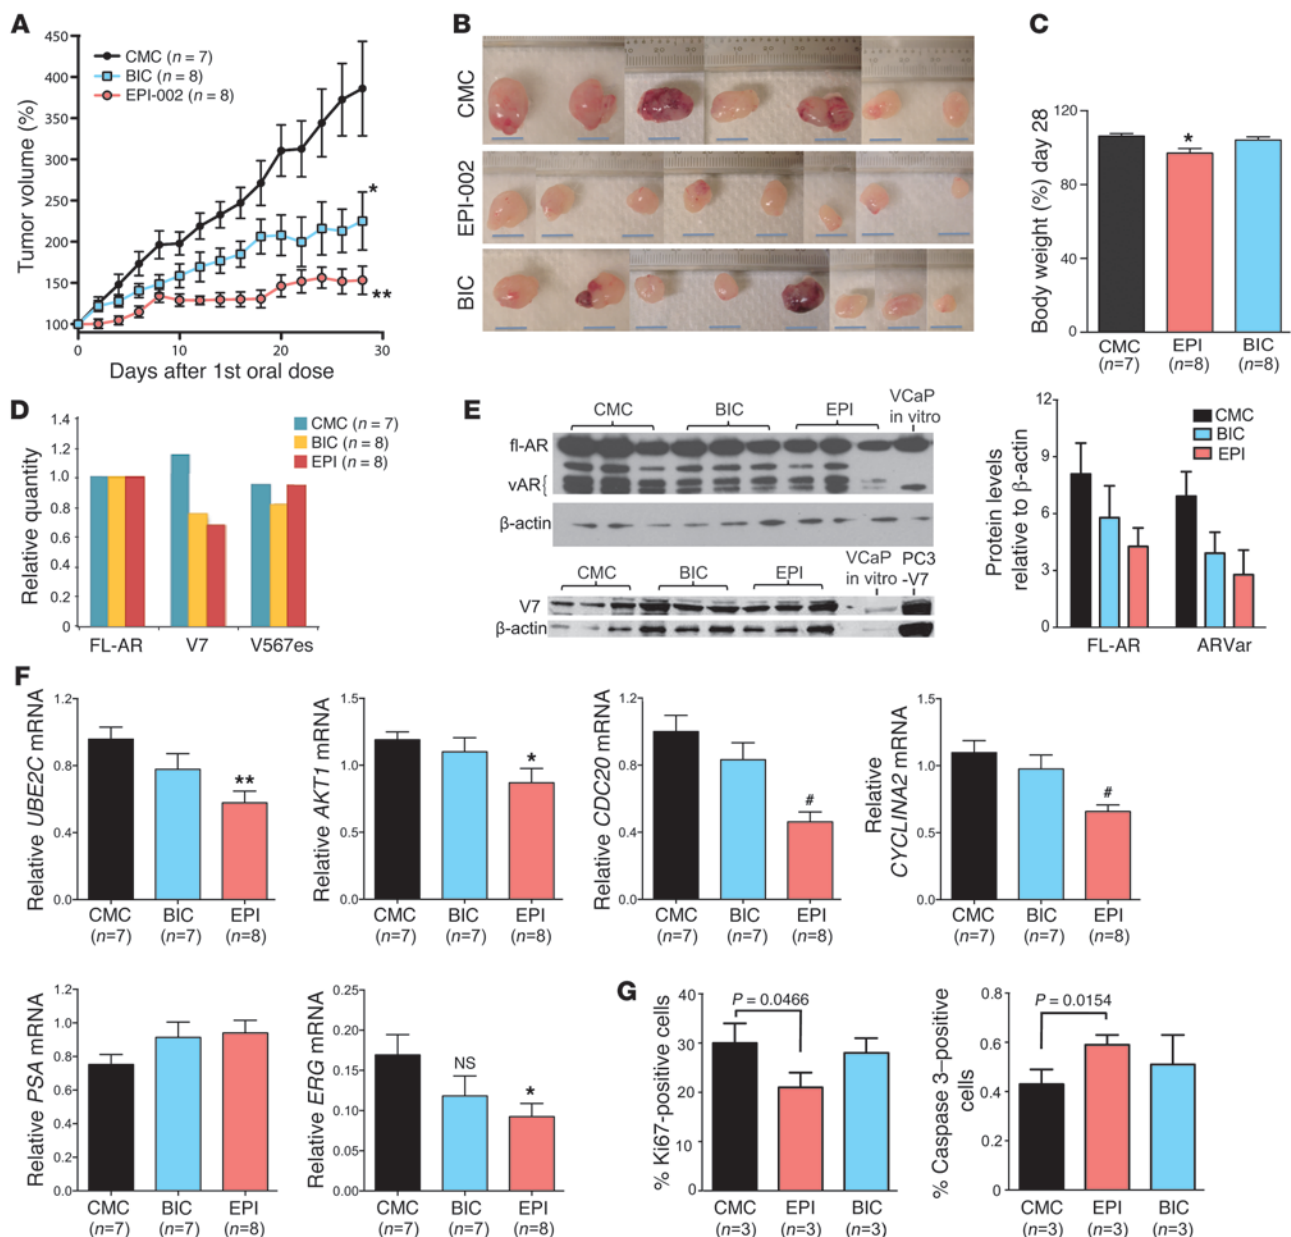 A
Tumor volume (%)
450
400
350
300
250
200
150
100
CMC (n = 7)
BIC (n = 8)
EPI-002 (n = 8)
*
**
0
10
20
30
Days after 1st oral dose
B
CMC
EPI-002
BIC
C
Body weight (%) day 28
120
80
40
0
*
CMC
(n=7)
EPI
(n=8)
BIC
(n=8)
D
Relative quantity
1.4
1.2
1.0
0.8
0.6
0.4
0.2
0
CMC (n = 7)
BIC (n = 8)
EPI (n = 8)
FL-AR
V7
V567es
E
CMC
BIC
EPI
VCaP
in vitro
fl-AR
vAR{
β-actin
CMC
BIC
EPI
VCaP
in vitro
PC3
-V7
V7
β-actin
Protein levels
relative to β-actin
12
9
6
3
0
CMC
BIC
EPI
FL-AR
ARVar
F
Relative UBE2C mRNA
1.2
0.8
0.4
0.0
**
CMC
(n=7)
BIC
(n=7)
EPI
(n=8)
Relative AKT1 mRNA
1.5
1.0
0.5
0.0
*
CMC
(n=7)
BIC
(n=7)
EPI
(n=8)
Relative CDC20 mRNA
1.2
0.8
0.4
0.0
#
CMC
(n=7)
BIC
(n=7)
EPI
(n=8)
Relative
CYCLINA2 mRNA
1.5
1.0
0.5
0.0
#
CMC
(n=7)
BIC
(n=7)
EPI
(n=8)
Relative PSA mRNA
1.2
1.0
0.8
0.6
0.4
0.2
0.0
CMC
(n=7)
BIC
(n=7)
EPI
(n=8)
Relative ERG mRNA
0.25
0.20
0.15
0.10
0.05
0.00
NS
*
CMC
(n=7)
BIC
(n=7)
EPI
(n=8)
G
% Ki67-positive cells
40
30
20
10
0
P = 0.0466
CMC
(n=3)
EPI
(n=3)
BIC
(n=3)
% Caspase 3–positive
cells
0.8
0.6
0.4
0.2
0
P = 0.0154
CMC
(n=3)
EPI
(n=3)
BIC
(n=3)